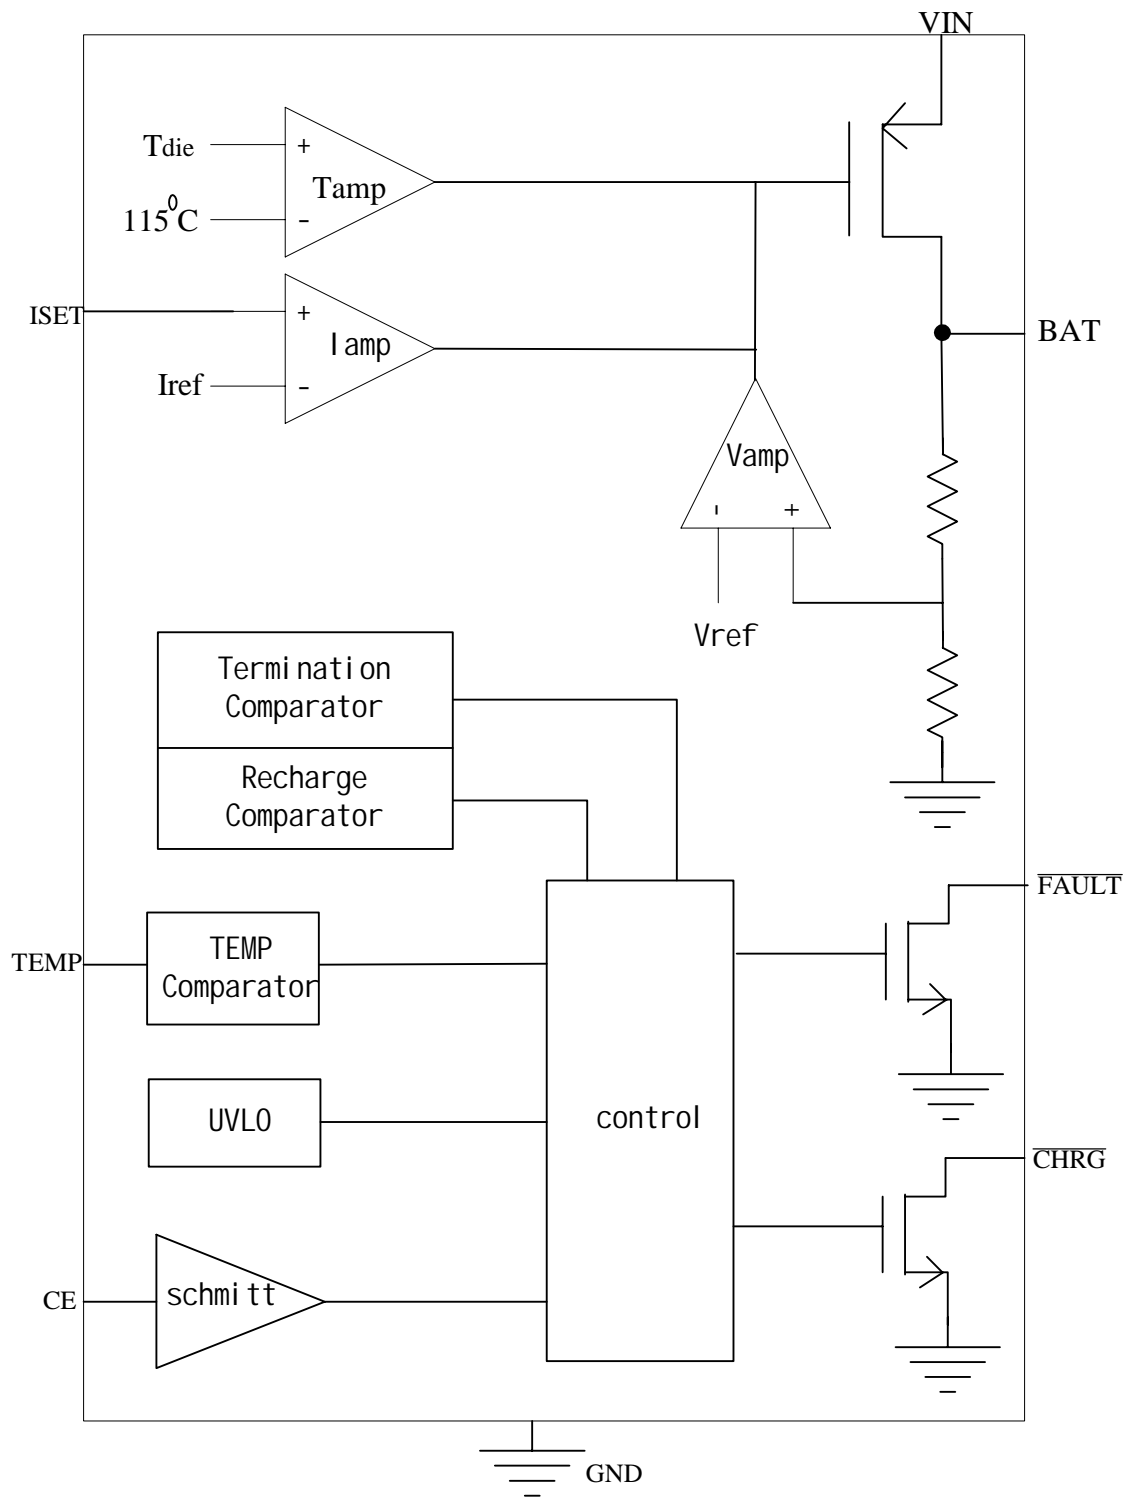 VIN
Tdie
+
Tamp
115⁰C
-
ISET
+
Iamp
Iref
-
BAT
Vamp
- +
Vref
Termination
Comparator
Recharge
Comparator
FAULT
TEMP
TEMP
Comparator
UVLO
control
CHRG
CE
schmitt
GND